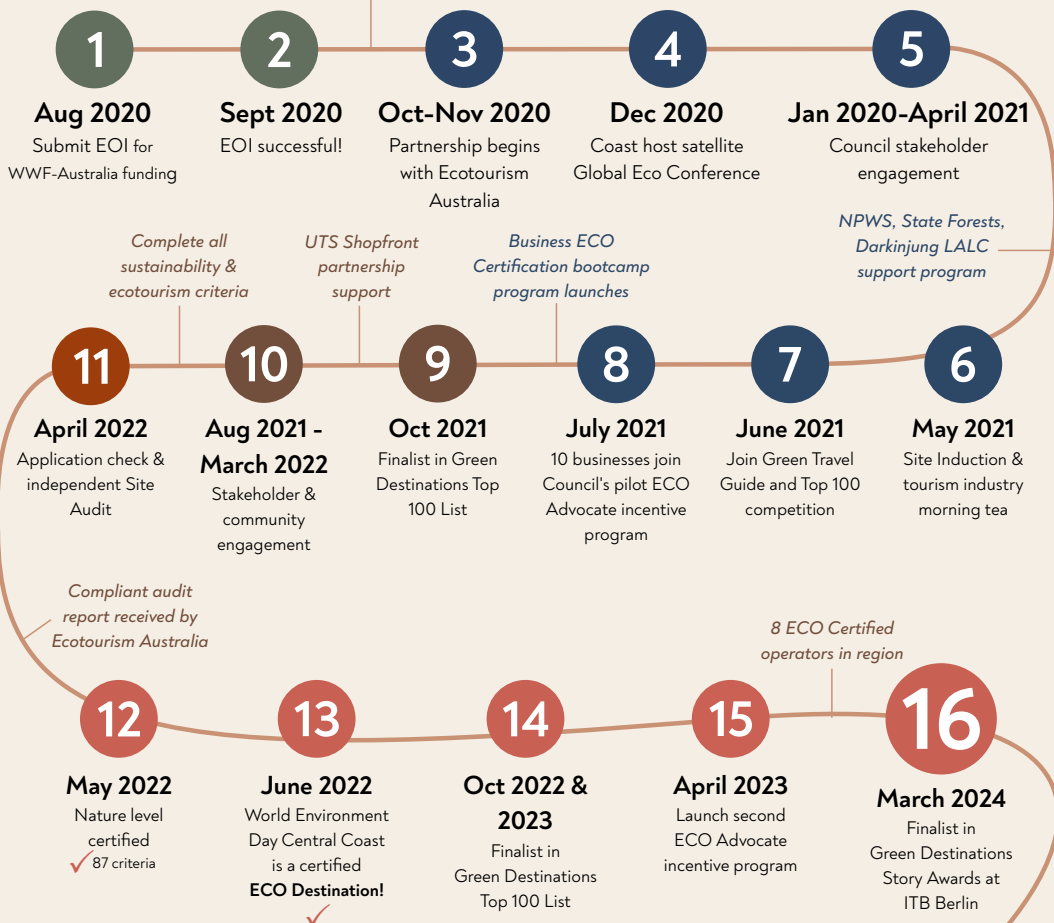 1
Aug 2020
Submit EOI for
WWF-Australia funding
2
Sept 2020
EOI successful!
3
Oct-Nov 2020
Partnership begins
with Ecotourism
Australia
4
Dec 2020
Coast host satellite
Global Eco Conference
5
Jan 2020-April 2021
Council stakeholder
engagement
NPWS, State Forests,
Darkinjung LALC
support program
6
May 2021
Site Induction &
tourism industry
morning tea
7
June 2021
Join Green Travel
Guide and Top 100
competition
8
July 2021
10 businesses join
Council's pilot ECO
Advocate incentive
program
Business ECO
Certification bootcamp
program launches
9
Oct 2021
Finalist in Green
Destinations Top
100 List
UTS Shopfront
partnership
support
10
Aug 2021 -
March 2022
Stakeholder &
community
engagement
Complete all
sustainability &
ecotourism criteria
11
April 2022
Application check &
independent Site
Audit
Compliant audit
report received by
Ecotourism Australia
12
May 2022
Nature level
certified
87 criteria
13
June 2022
World Environment
Day Central Coast
is a certified
ECO Destination!
14
Oct 2022 &
2023
Finalist in
Green Destinations
Top 100 List
15
April 2023
Launch second
ECO Advocate
incentive program
8 ECO Certified
operators in region
16
March 2024
Finalist in
Green Destinations
Story Awards at
ITB Berlin